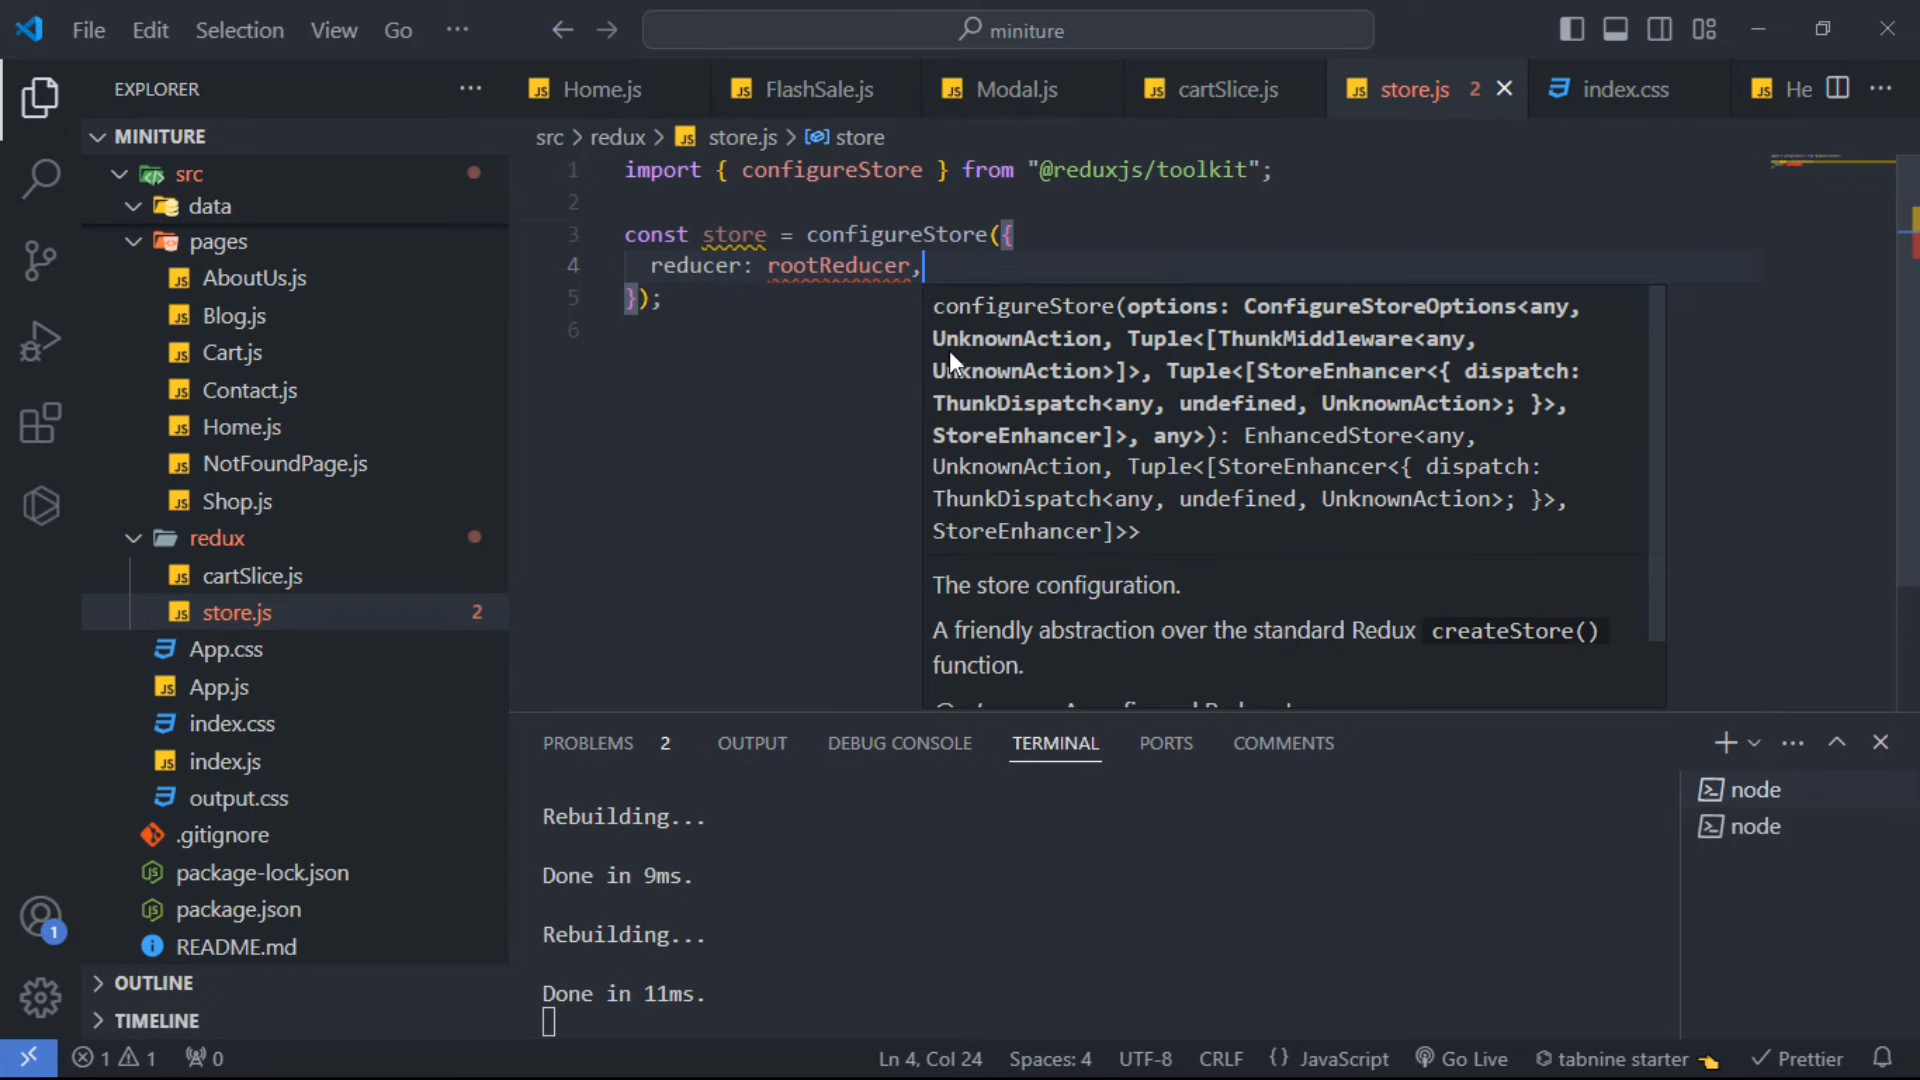 File Edit Selection View Go ···
miniture
EXPLORER
Home.js FlashSale.js Modal.js cartSlice.js store.js 2 index.css He
MINITURE
src > redux > JS store.js > store
src
data
pages
AboutUs.js
Blog.js
Cart.js
Contact.js
Home.js
NotFoundPage.js
Shop.js
redux
cartSlice.js
store.js 2
App.css
App.js
index.css
index.js
output.css
.gitignore
package-lock.json
package.json
README.md
OUTLINE
TIMELINE
1 import { configureStore } from "@reduxjs/toolkit";
2
3 const store = configureStore({
4 reducer: rootReducer,
5 });
6
configureStore(options: ConfigureStoreOptions<any,
UnknownAction, Tuple<[ThunkMiddleware<any,
UnknownAction>]>, Tuple<[StoreEnhancer<{ dispatch:
ThunkDispatch<any, undefined, UnknownAction>; }>,
StoreEnhancer]>, any>): EnhancedStore<any,
UnknownAction, Tuple<[StoreEnhancer<{ dispatch:
ThunkDispatch<any, undefined, UnknownAction>; }>,
StoreEnhancer]>>
The store configuration.
A friendly abstraction over the standard Redux createStore()
function.
PROBLEMS 2 OUTPUT DEBUG CONSOLE TERMINAL PORTS COMMENTS
Rebuilding...
Done in 9ms.
Rebuilding...
Done in 11ms.
node
node
1
1 1 0 Ln 4, Col 24 Spaces: 4 UTF-8 CRLF {} JavaScript Go Live tabnine starter Prettier